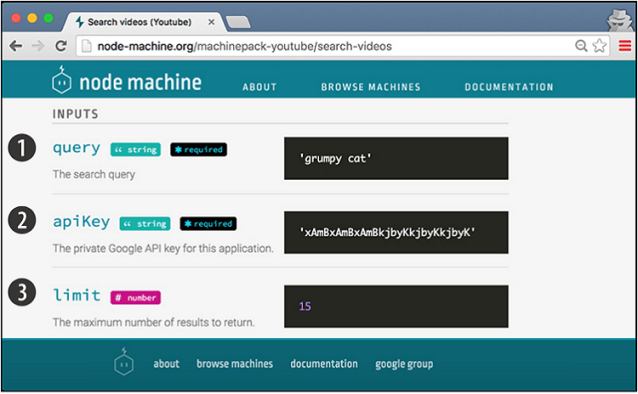 Search videos (Youtube)
node-machine.org/machinepack-youtube/search-videos
node machine ABOUT BROWSE MACHINES DOCUMENTATION
INPUTS
1 query “ string * required 'grumpy cat'
The search query
2 apiKey “ string * required 'xAmBxAmBxAmBkjbyKkjbyKkjbyK'
The private Google API key for this application.
3 limit # number 15
The maximum number of results to return.
about browse machines documentation google group